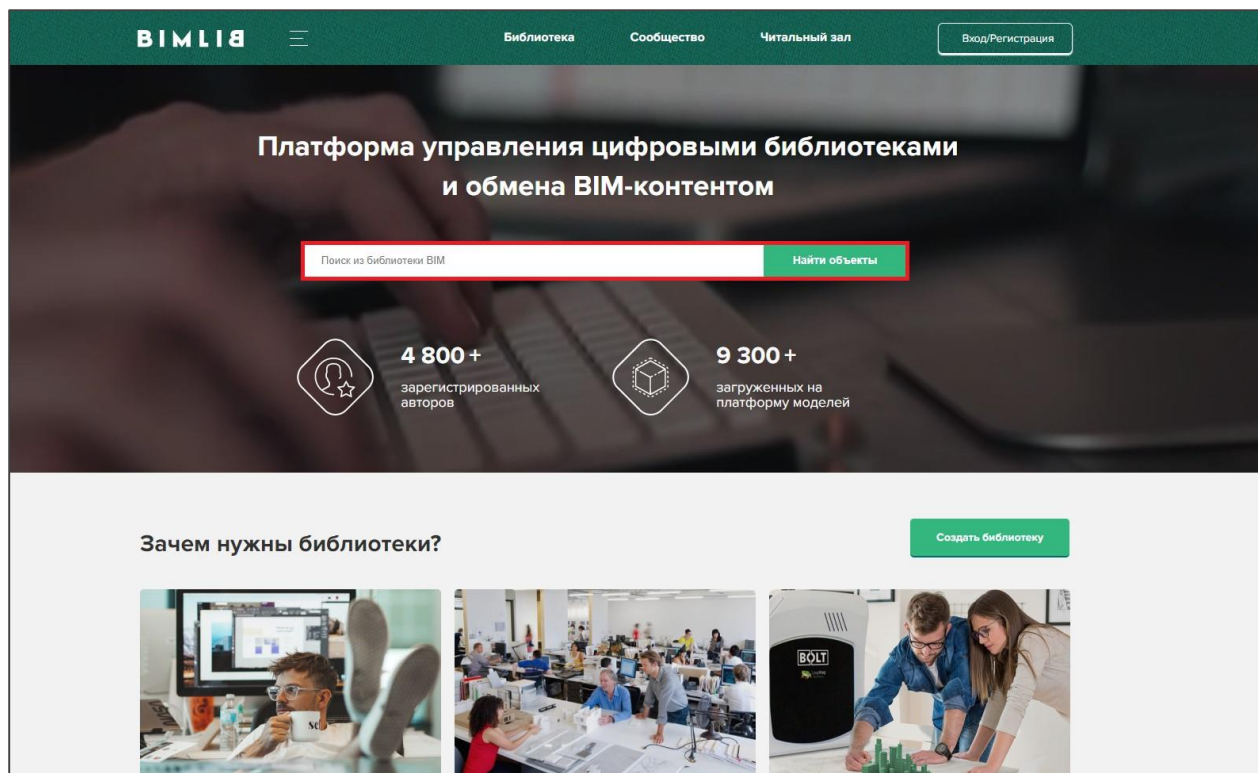 BIMLIB
Библиотека
Сообщество
Читальный зал
Вход/Регистрация
Платформа управления цифровыми библиотеками
и обмена BIM-контентом
Поиск из библиотеки BIM
Найти объекты
4 800 +
зарегистрированных
авторов
9 300 +
загруженных на
платформу моделей
Зачем нужны библиотеки?
Создать библиотеку
BOLT